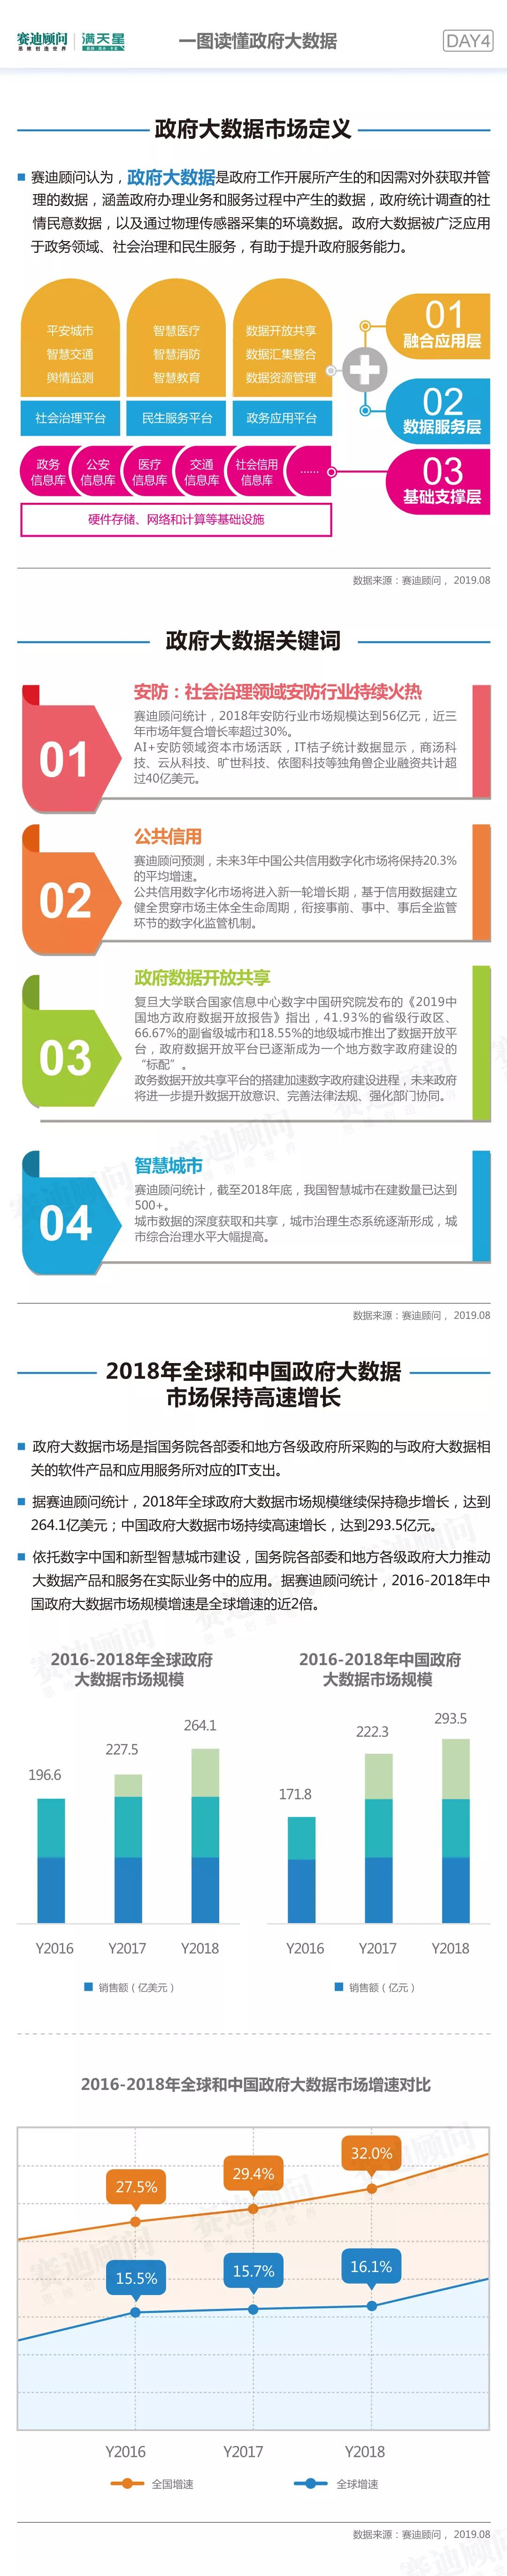 赛迪顾问
思维创造世界
满天星
一图读懂政府大数据
DAY4
政府大数据市场定义
赛迪顾问认为，政府大数据是政府工作开展所产生的和因需对外获取并管
理的数据，涵盖政府办理业务和服务过程中产生的数据，政府统计调查的社
情民意数据，以及通过物理传感器采集的环境数据。政府大数据被广泛应用
于政务领域、社会治理和民生服务，有助于提升政府服务能力。
平安城市
智慧交通
舆情监测
智慧医疗
智慧消防
智慧教育
数据开放共享
数据汇集整合
数据资源管理
社会治理平台
民生服务平台
政务应用平台
政务
信息库
公安
信息库
医疗
信息库
交通
信息库
社会信用
信息库
……
硬件存储、网络和计算等基础设施
01
融合应用层
02
数据服务层
03
基础支撑层
数据来源：赛迪顾问， 2019.08
政府大数据关键词
01
安防：社会治理领域安防行业持续火热
赛迪顾问统计，2018年安防行业市场规模达到56亿元，近三
年市场年复合增长率超过30%。
AI+安防领域资本市场活跃，IT桔子统计数据显示，商汤科
技、云从科技、旷世科技、依图科技等独角兽企业融资共计超
过40亿美元。
02
公共信用
赛迪顾问预测，未来3年中国公共信用数字化市场将保持20.3%
的平均增速。
公共信用数字化市场将进入新一轮增长期，基于信用数据建立
健全贯穿市场主体全生命周期，衔接事前、事中、事后全监管
环节的数字化监管机制。
03
政府数据开放共享
复旦大学联合国家信息中心数字中国研究院发布的《2019中
国地方政府数据开放报告》指出，41.93%的省级行政区、
66.67%的副省级城市和18.55%的地级城市推出了数据开放平
台，政府数据开放平台已逐渐成为一个地方数字政府建设的
“标配”。
政务数据开放共享平台的搭建加速数字政府建设进程，未来政府
将进一步提升数据开放意识、完善法律法规、强化部门协同。
04
智慧城市
赛迪顾问统计，截至2018年底，我国智慧城市在建数量已达到
500+。
城市数据的深度获取和共享，城市治理生态系统逐渐形成，城
市综合治理水平大幅提高。
数据来源：赛迪顾问， 2019.08
2018年全球和中国政府大数据
市场保持高速增长
政府大数据市场是指国务院各部委和地方各级政府所采购的与政府大数据相
关的软件产品和应用服务所对应的IT支出。
据赛迪顾问统计，2018年全球政府大数据市场规模继续保持稳步增长，达到
264.1亿美元；中国政府大数据市场持续高速增长，达到293.5亿元。
依托数字中国和新型智慧城市建设，国务院各部委和地方各级政府大力推动
大数据产品和服务在实际业务中的应用。据赛迪顾问统计，2016-2018年中
国政府大数据市场规模增速是全球增速的近2倍。
2016-2018年全球政府
大数据市场规模
196.6
227.5
264.1
Y2016
Y2017
Y2018
销售额（亿美元）
2016-2018年中国政府
大数据市场规模
171.8
222.3
293.5
Y2016
Y2017
Y2018
销售额（亿元）
2016-2018年全球和中国政府大数据市场增速对比
27.5%
29.4%
32.0%
15.5%
15.7%
16.1%
Y2016
Y2017
Y2018
全国增速
全球增速
数据来源：赛迪顾问， 2019.08